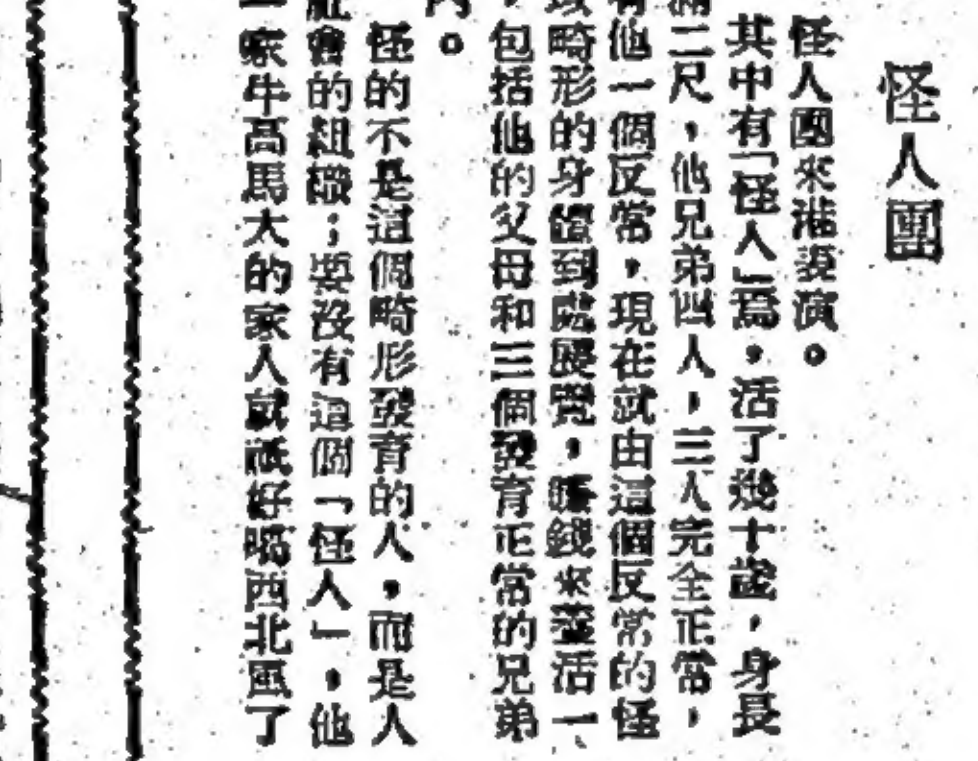 怪人團
怪人團來港表演。
其中有「怪人」焉，活了幾十歲，身長
滿二尺，他兄弟四人，三人完全正常，
有他一個反常，現在就由這個反常的怪
畸形的身體到處展覽，賺錢來養活一
，包括他的父母和三個發育正常的兄弟
內。
怪的不是這個畸形發育的人，而是人
社會的組織；要沒有這個「怪人」，他
一家牛高馬大的家人就祇好喝西北風了